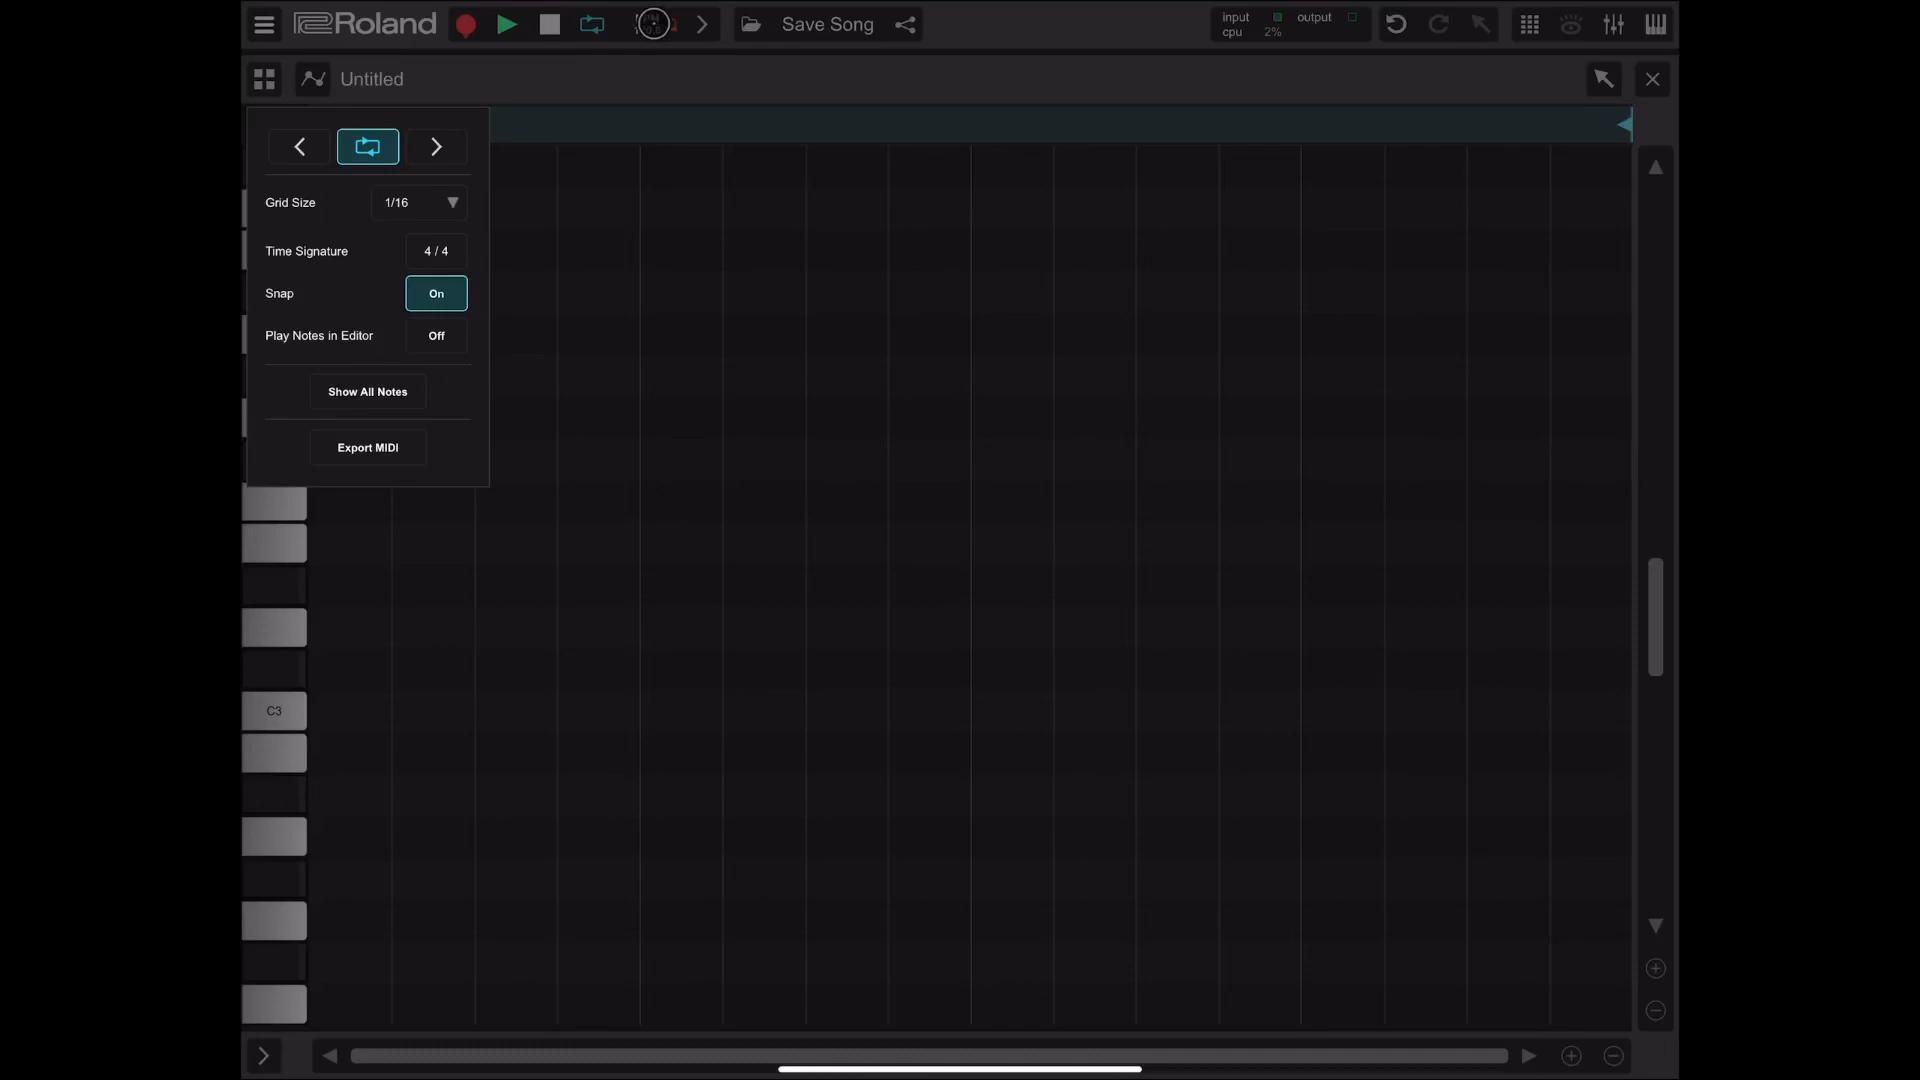 Roland
Save Song
input
output
cpu
2%
Untitled
Grid Size
1/16
Time Signature
4 / 4
Snap
On
Play Notes in Editor
Off
Show All Notes
Export MIDI
C3